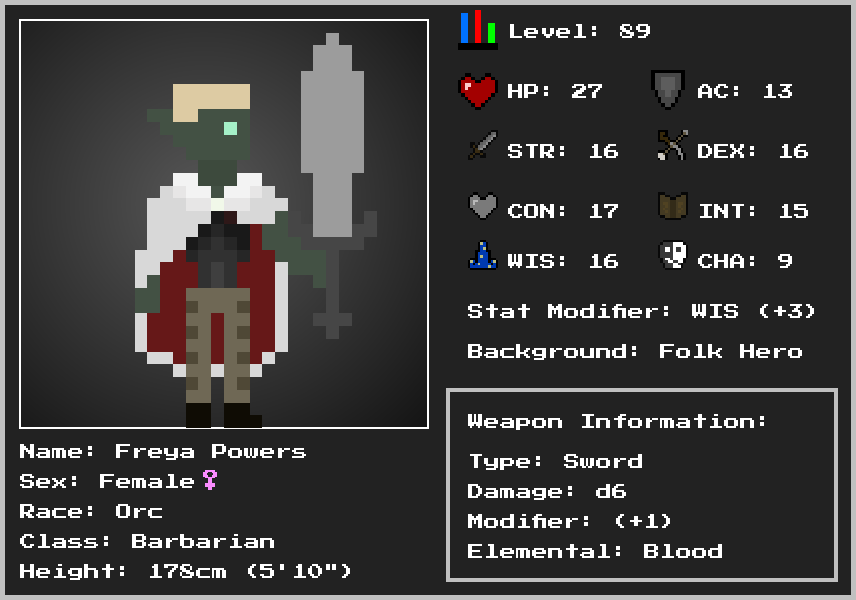 Level: 89
HP: 27 AC: 13
STR: 16 DEX: 16
CON: 17 INT: 15
WIS: 16 CHA: 9
Stat Modifier: WIS (+3)
Background: Folk Hero
Weapon Information:
Type: Sword
Damage: d6
Modifier: (+1)
Elemental: Blood
Name: Freya Powers
Sex: Female♀
Race: Orc
Class: Barbarian
Height: 178cm (5'10")